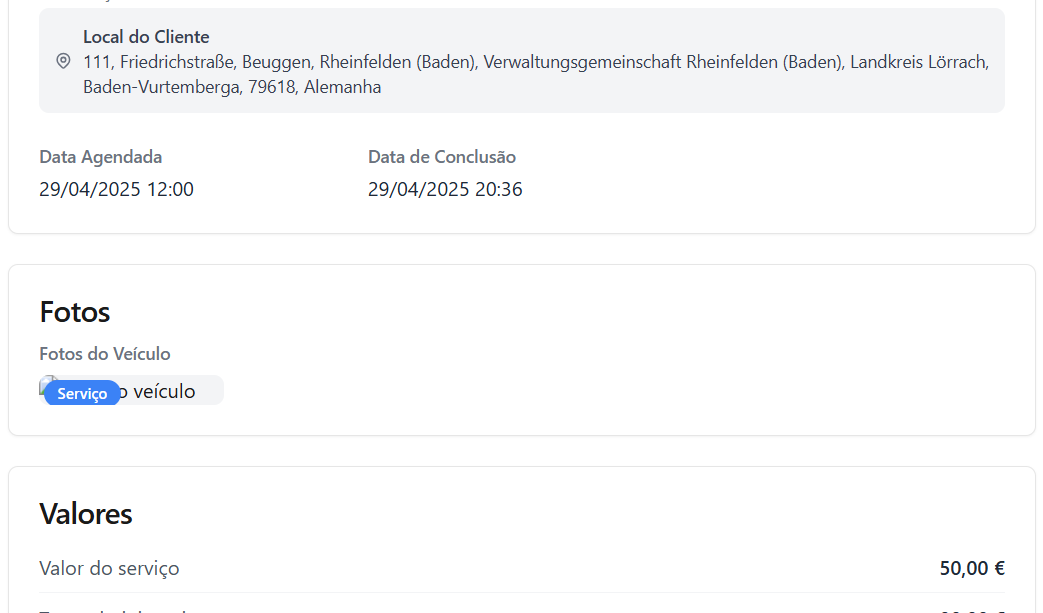 Local do Cliente
111, Friedrichstraße, Beuggen, Rheinfelden (Baden), Verwaltungsgemeinschaft Rheinfelden (Baden), Landkreis Lörrach,
Baden-Vurtemberga, 79618, Alemanha
Data Agendada Data de Conclusão
29/04/2025 12:00 29/04/2025 20:36
Fotos
Fotos do Veículo
Serviço veículo
Valores
Valor do serviço 50,00 €